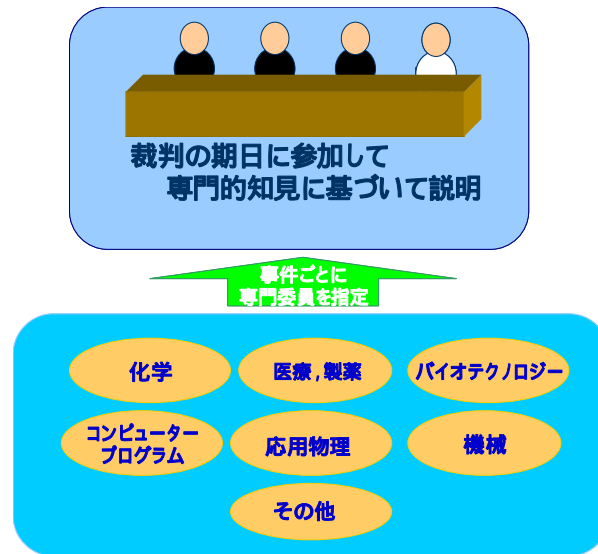 裁判の期日に参加して
専門的知見に基づいて説明
事件ごとに
専門委員を指定
化学
医療,製薬
バイオテクノロジー
コンピューター
プログラム
応用物理
機械
その他